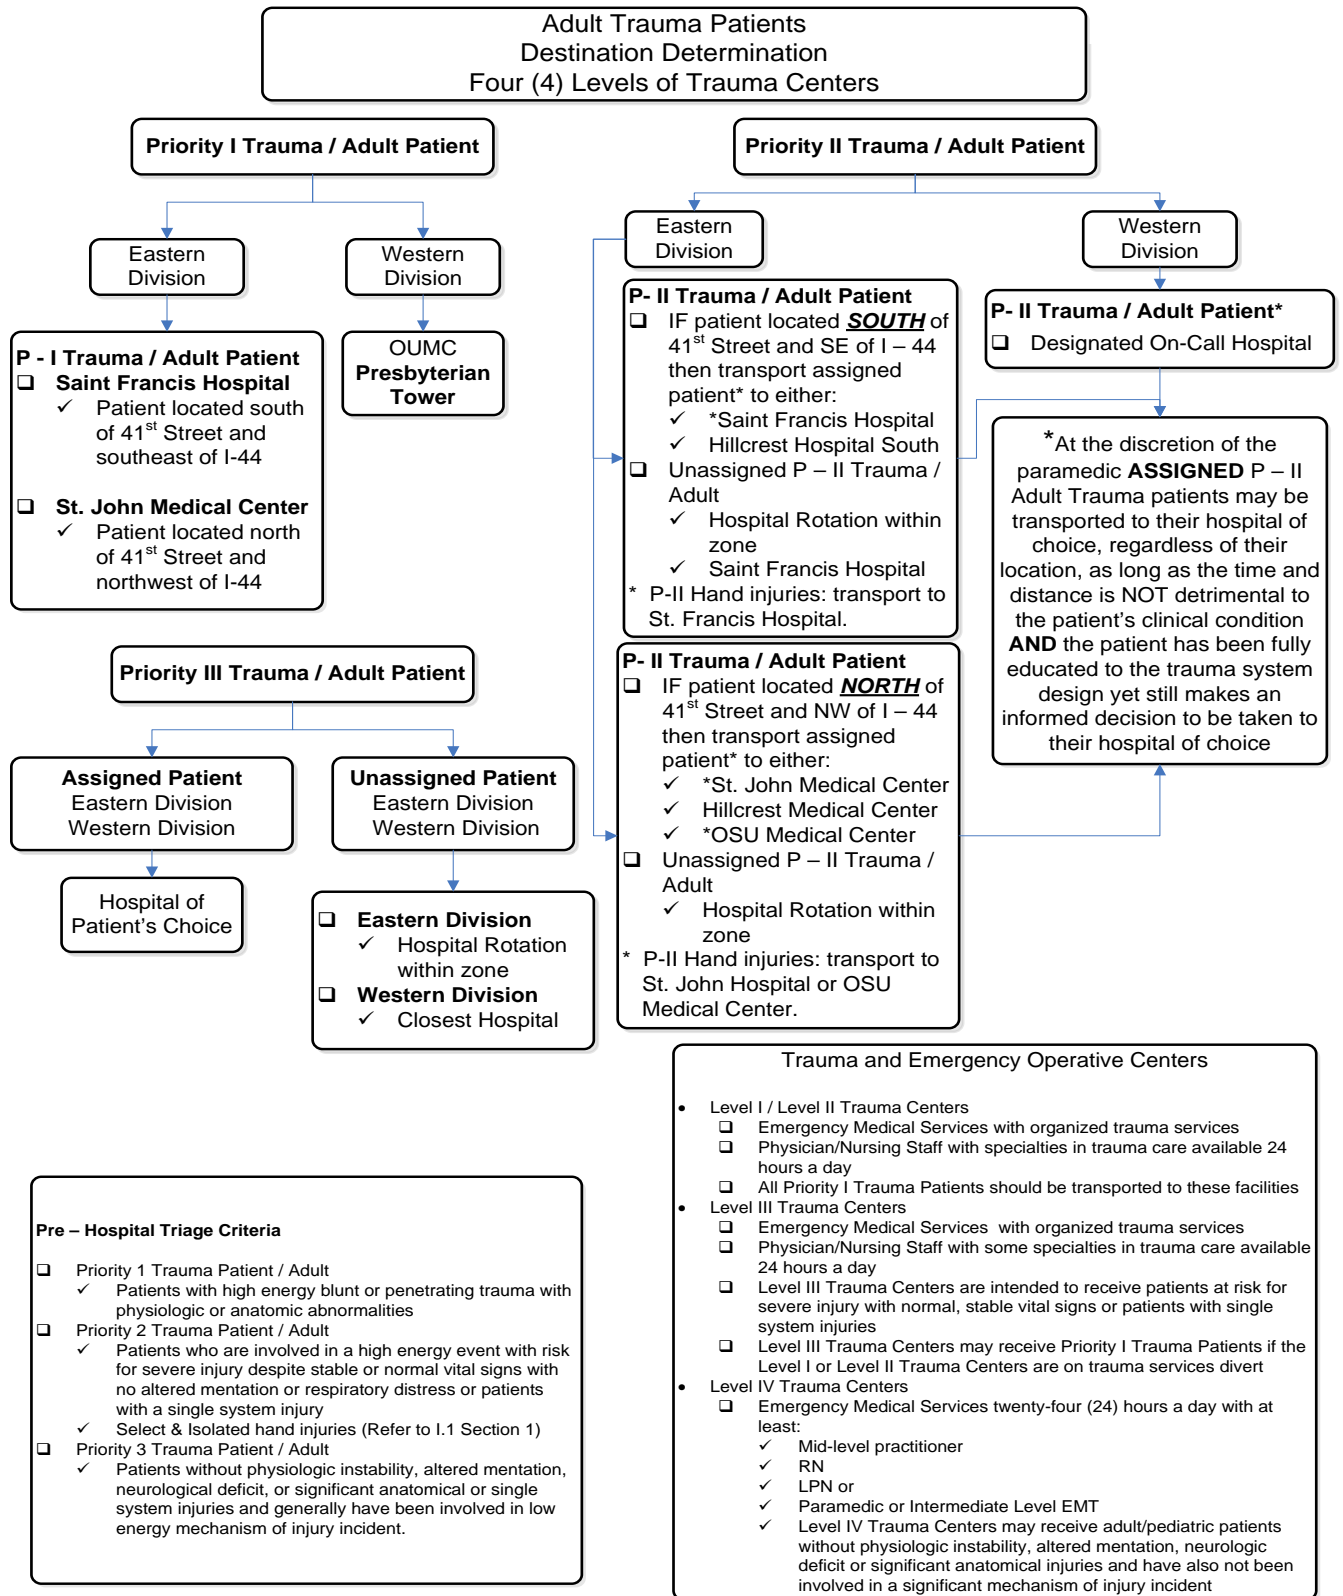 Adult Trauma Patients
Destination Determination
Four (4) Levels of Trauma Centers
Priority I Trauma / Adult Patient
Eastern
Division
Western
Division
P - I Trauma / Adult Patient
❑ Saint Francis Hospital
✓ Patient located south
of 41st Street and
southeast of I-44
❑ St. John Medical Center
✓ Patient located north
of 41st Street and
northwest of I-44
OUMC
Presbyterian
Tower
Priority II Trauma / Adult Patient
Eastern
Division
Western
Division
P- II Trauma / Adult Patient
❑ IF patient located SOUTH of
41st Street and SE of I – 44
then transport assigned
patient* to either:
✓ *Saint Francis Hospital
✓ Hillcrest Hospital South
❑ Unassigned P – II Trauma /
Adult
✓ Hospital Rotation within
zone
✓ Saint Francis Hospital
* P-II Hand injuries: transport to
St. Francis Hospital.
P- II Trauma / Adult Patient*
❑ Designated On-Call Hospital
*At the discretion of the
paramedic ASSIGNED P – II
Adult Trauma patients may be
transported to their hospital of
choice, regardless of their
location, as long as the time and
distance is NOT detrimental to
the patient's clinical condition
AND the patient has been fully
educated to the trauma system
design yet still makes an
informed decision to be taken to
their hospital of choice
P- II Trauma / Adult Patient
❑ IF patient located NORTH of
41st Street and NW of I – 44
then transport assigned
patient* to either:
✓ *St. John Medical Center
✓ Hillcrest Medical Center
✓ *OSU Medical Center
❑ Unassigned P – II Trauma /
Adult
✓ Hospital Rotation within
zone
* P-II Hand injuries: transport to
St. John Hospital or OSU
Medical Center.
Priority III Trauma / Adult Patient
Assigned Patient
Eastern Division
Western Division
Unassigned Patient
Eastern Division
Western Division
Hospital of
Patient's Choice
❑ Eastern Division
✓ Hospital Rotation
within zone
❑ Western Division
✓ Closest Hospital
Pre – Hospital Triage Criteria
❑ Priority 1 Trauma Patient / Adult
✓ Patients with high energy blunt or penetrating trauma with
physiologic or anatomic abnormalities
❑ Priority 2 Trauma Patient / Adult
✓ Patients who are involved in a high energy event with risk
for severe injury despite stable or normal vital signs with
no altered mentation or respiratory distress or patients
with a single system injury
✓ Select & Isolated hand injuries (Refer to I.1 Section 1)
❑ Priority 3 Trauma Patient / Adult
✓ Patients without physiologic instability, altered mentation,
neurological deficit, or significant anatomical or single
system injuries and generally have been involved in low
energy mechanism of injury incident.
Trauma and Emergency Operative Centers
• Level I / Level II Trauma Centers
❑ Emergency Medical Services with organized trauma services
❑ Physician/Nursing Staff with specialties in trauma care available 24
hours a day
❑ All Priority I Trauma Patients should be transported to these facilities
• Level III Trauma Centers
❑ Emergency Medical Services with organized trauma services
❑ Physician/Nursing Staff with some specialties in trauma care available
24 hours a day
❑ Level III Trauma Centers are intended to receive patients at risk for
severe injury with normal, stable vital signs or patients with single
system injuries
❑ Level III Trauma Centers may receive Priority I Trauma Patients if the
Level I or Level II Trauma Centers are on trauma services divert
• Level IV Trauma Centers
❑ Emergency Medical Services twenty-four (24) hours a day with at
least:
✓ Mid-level practitioner
✓ RN
✓ LPN or
✓ Paramedic or Intermediate Level EMT
✓ Level IV Trauma Centers may receive adult/pediatric patients
without physiologic instability, altered mentation, neurologic
deficit or significant anatomical injuries and have also not been
involved in a significant mechanism of injury incident